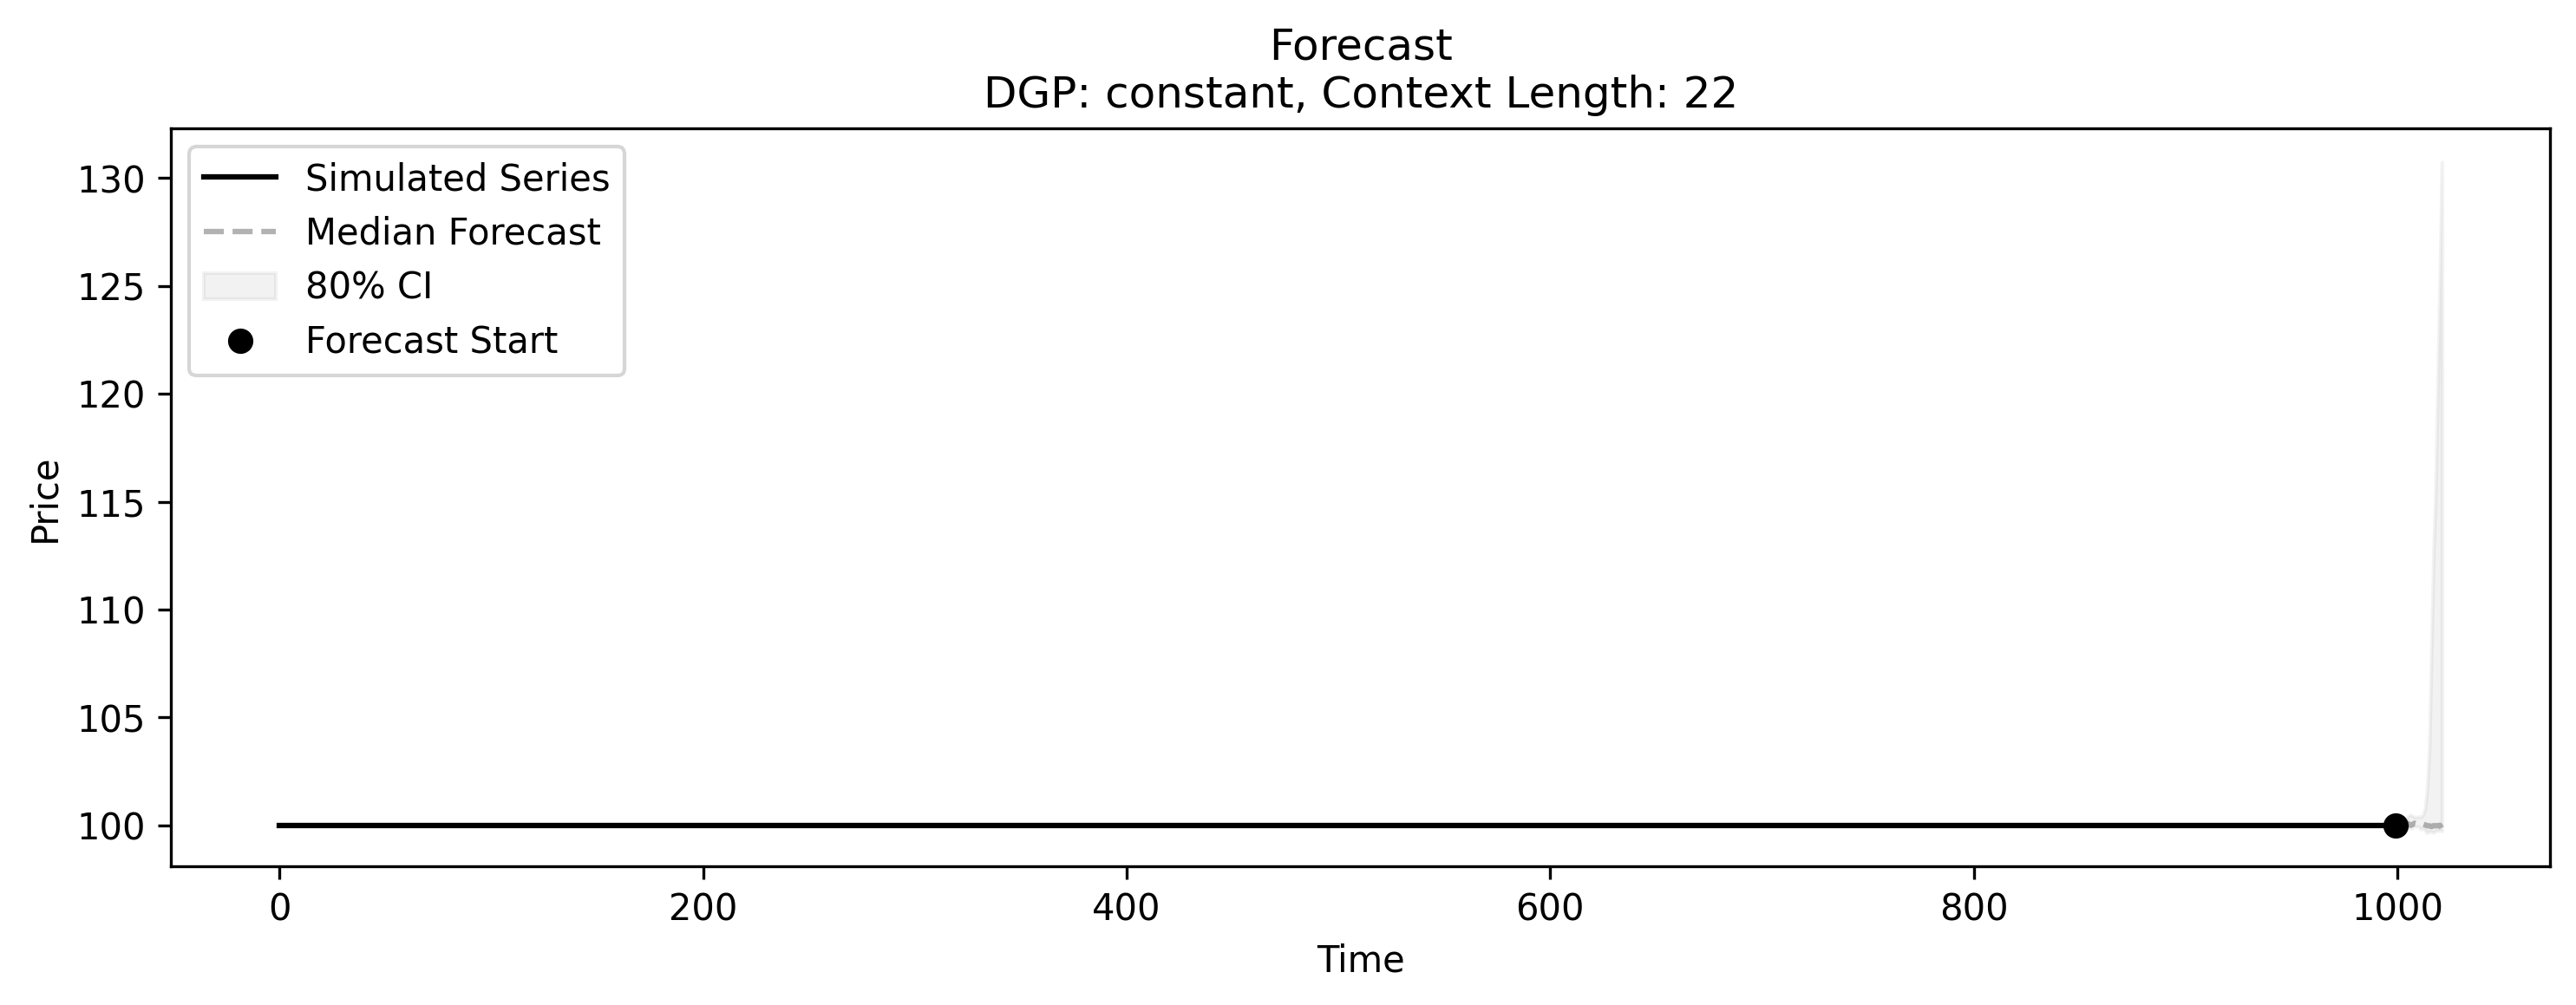 Forecast
DGP: constant, Context Length: 22
Simulated Series
Median Forecast
80% CI
Forecast Start
130
125
120
115
110
105
100
Price
0 200 400 600 800 1000
Time